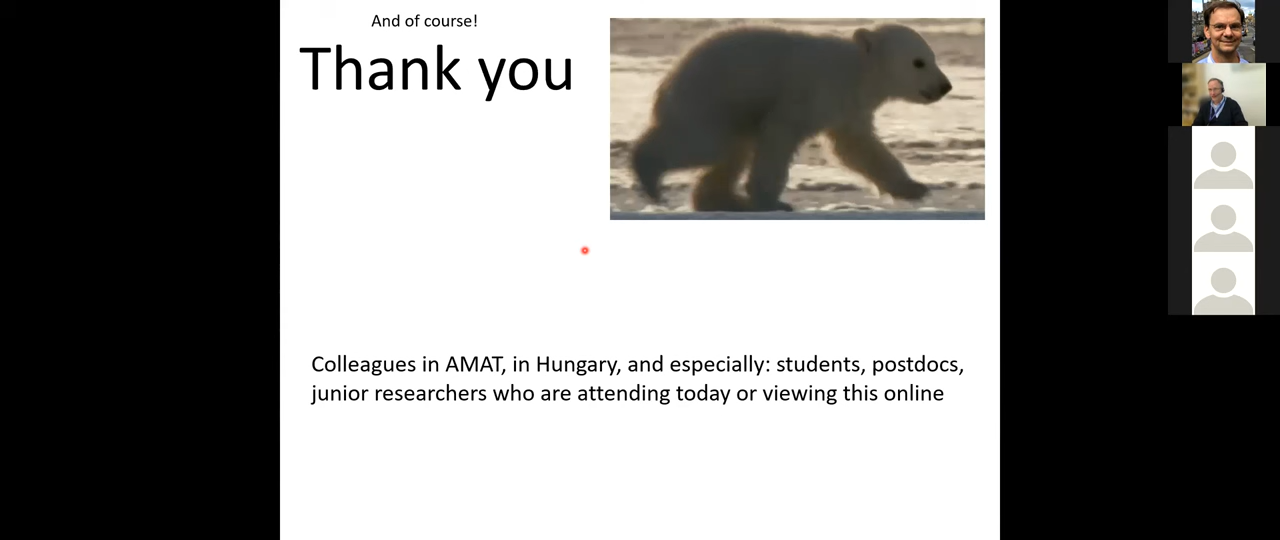 And of course!
Thank you
Colleagues in AMAT, in Hungary, and especially: students, postdocs,
junior researchers who are attending today or viewing this online